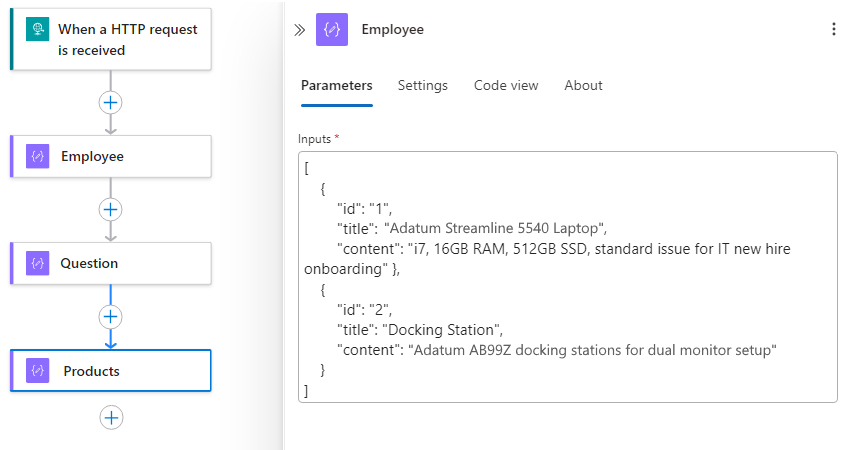 When a HTTP request
is received
Employee
Question
Products
Employee
Parameters Settings Code view About
Inputs *
[
{
"id": "1",
"title": "Adatum Streamline 5540 Laptop",
"content": "i7, 16GB RAM, 512GB SSD, standard issue for IT new hire
onboarding" },
{
"id": "2",
"title": "Docking Station",
"content": "Adatum AB99Z docking stations for dual monitor setup"
}
]